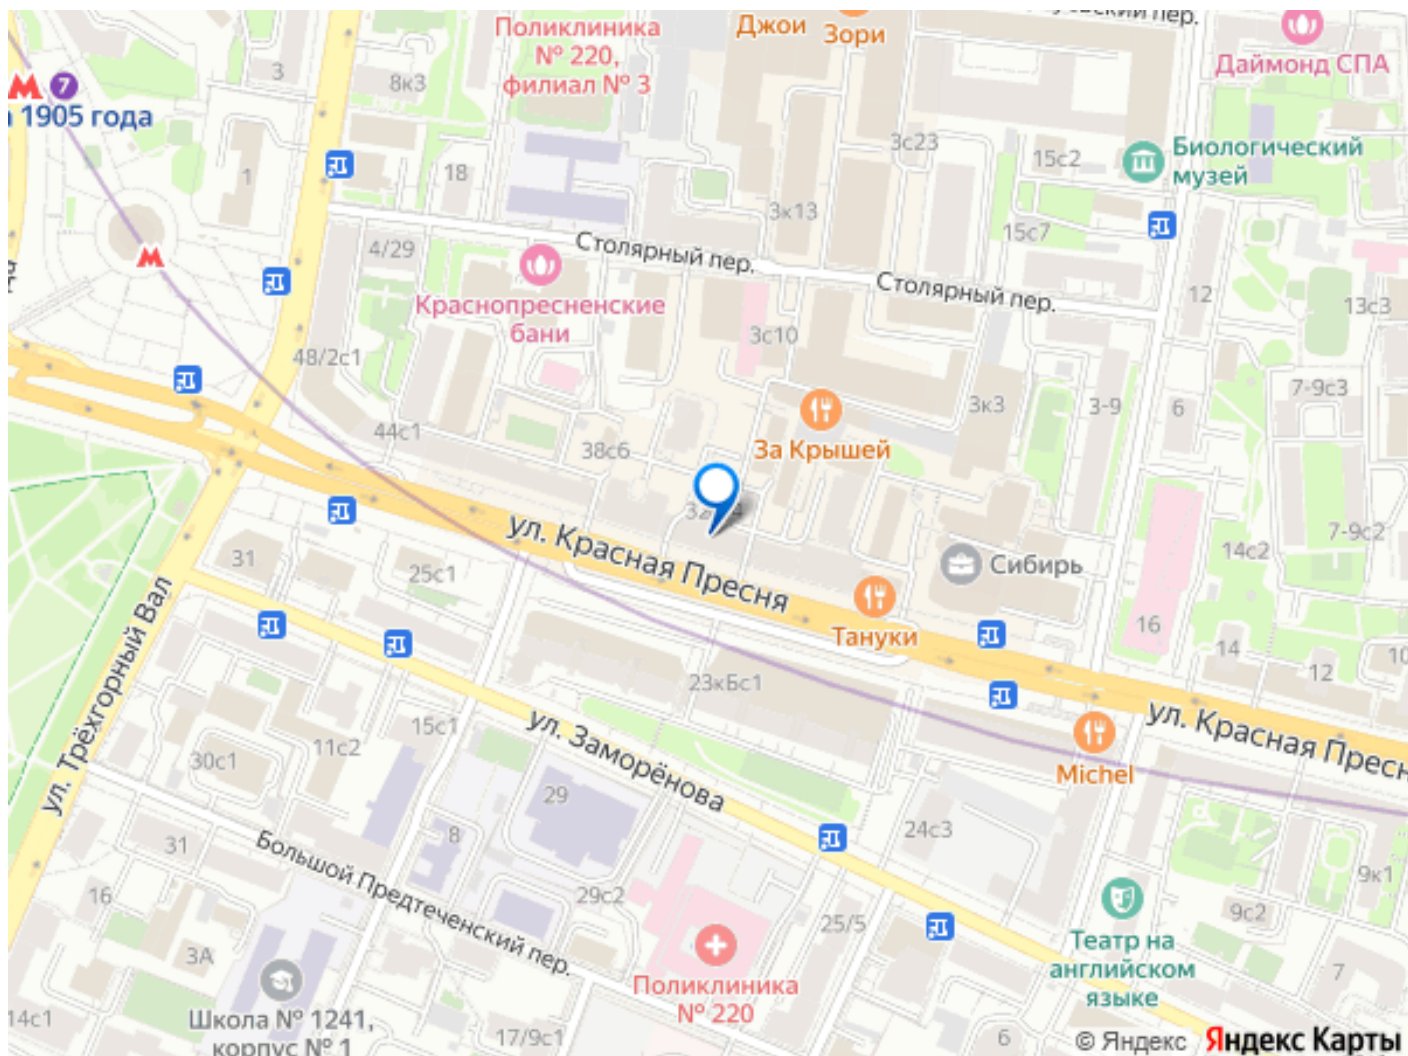 Поликлиника
№ 220,
филиал № 3
Джои
Зори
пер.
Даймонд СПА
7
1905 года
3
8к3
18
1
3с23
15с2
Биологический
музей
3к13
15с7
4/29
Столярный пер.
Столярный пер.
12
13с3
Краснопресненские
бани
48/2с1
3с10
7-9с3
44с1
38с6
За Крышей
3к3
3-9
6
ул. Красная Пресня
31
25с1
Сибирь
14с2
7-9с2
Тануки
16
14
12
10
23кБс1
ул. Трёхгорный Вал
15с1
11с2
30с1
ул. Заморёнова
ул. Красная Пресн
Michel
29
8
24с3
31
Большой Предтеченский пер.
16
29с2
25/5
9к1
9с2
3А
Театр на
английском
языке
7
Поликлиника
№ 220
14с1
Школа № 1241,
корпус № 1
17/9с1
6
© Яндекс Яндекс Карты